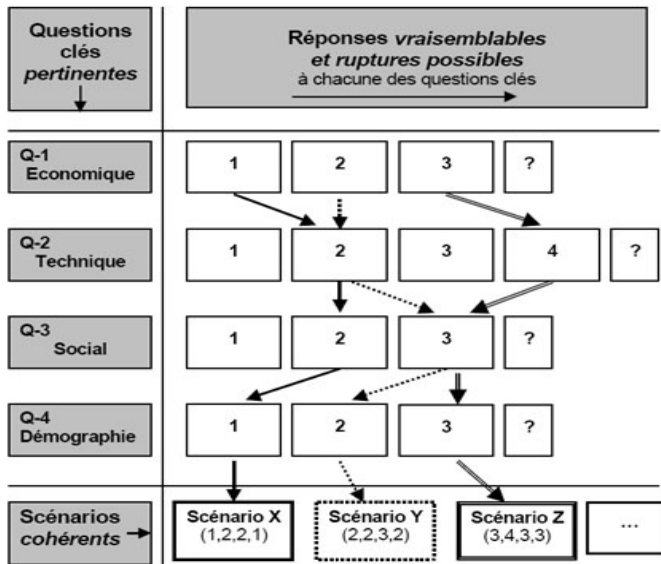 Questions
clés
pertinentes
Réponses vraisemblables
et ruptures possibles
à chacune des questions clés
Q-1
Economique
1 2 3 ?
Q-2
Technique
1 2 3 4 ?
Q-3
Social
1 2 3 ?
Q-4
Démographie
1 2 3 ?
Scénarios
cohérents
Scénario X
(1,2,2,1)
Scénario Y
(2,2,3,2)
Scénario Z
(3,4,3,3)
...